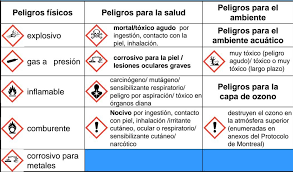 Peligros físicos
Peligros para la salud
Peligros para el
ambiente
explosivo
mortal/tóxico agudo por
ingestión, contacto con la
piel, inhalación.
Peligros para el
ambiente acuático
gas a presión
corrosivo para la piel /
lesiones oculares graves
muy tóxico (peligro
agudo)/ tóxico o muy
tóxico (largo plazo)
inflamable
carcinógeno/ mutágeno/
sensibilizante respiratorio/
peligro por aspiración/ tóxico en
órganos diana
Peligros para la
capa de ozono
comburente
Nocivo por ingestión, contacto
con piel, inhalación /irritante
cutáneo, ocular o respiratorio/
sensibilizante cutáneo/
narcótico
destruyen el ozono en
la atmósfera superior
(enumeradas en
anexos del Protocolo
de Montreal)
corrosivo para
metales